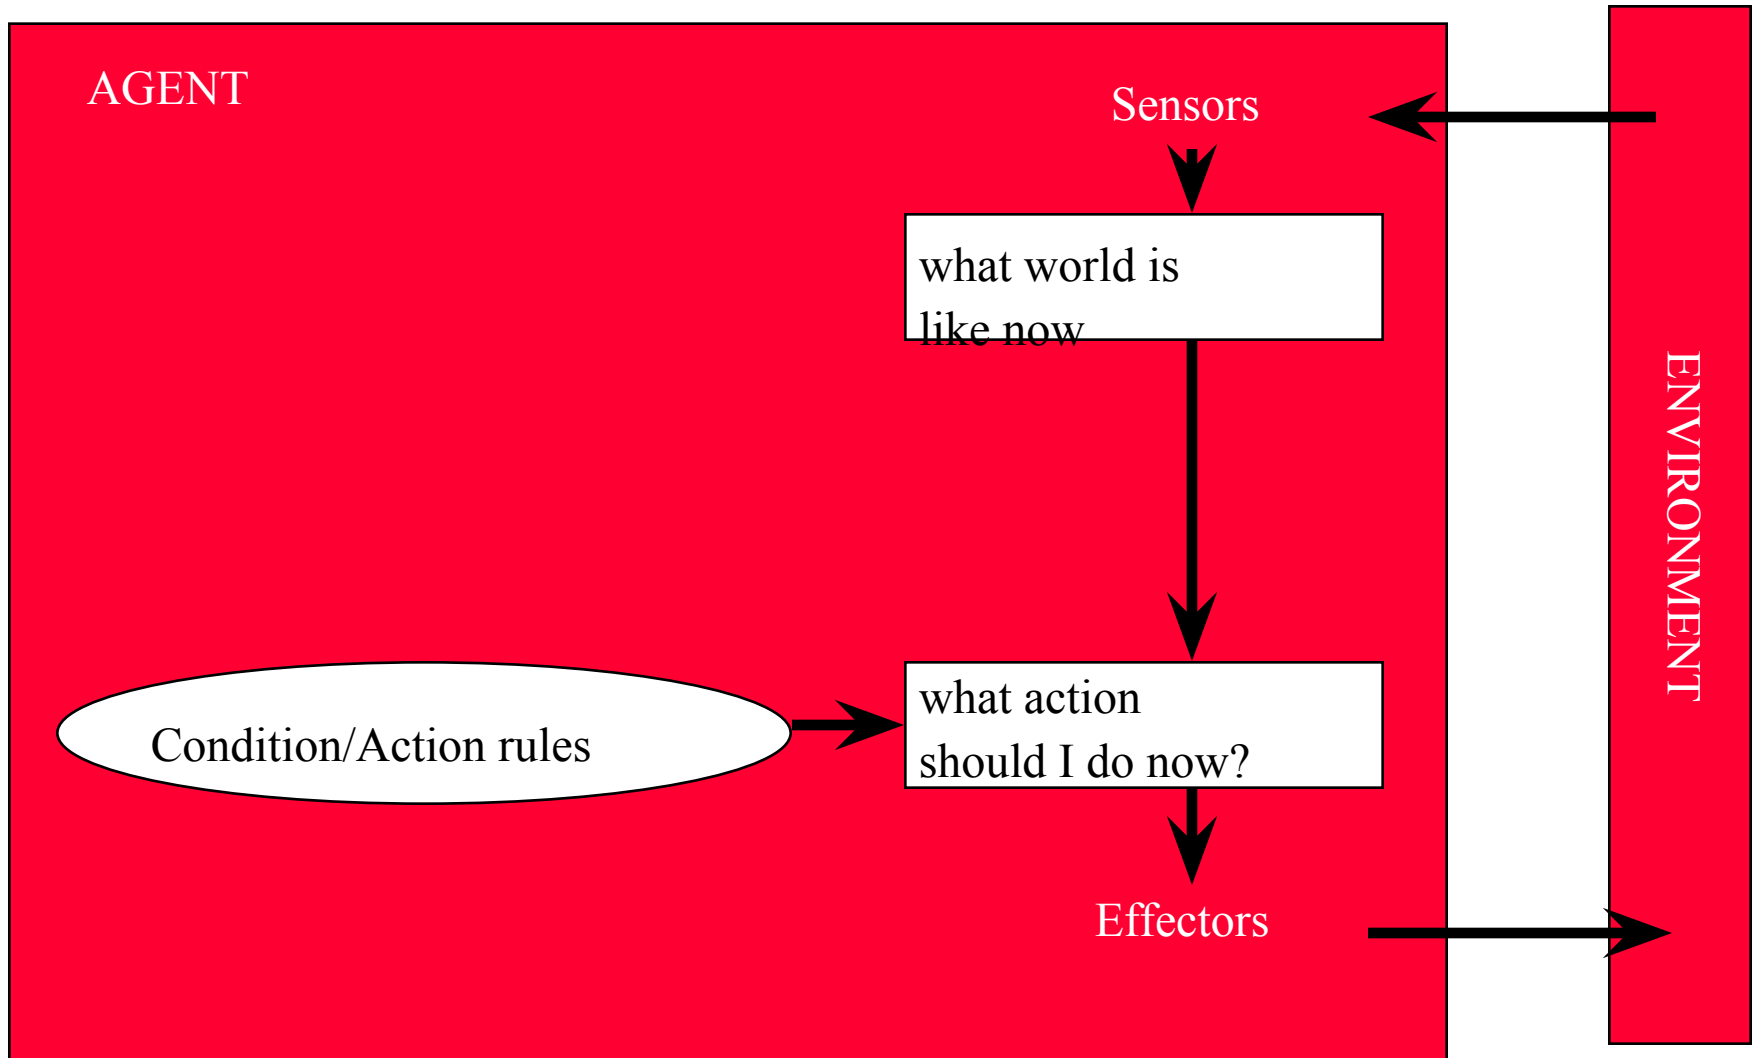 AGENT
Sensors
what world is
like now
ENVIRONMENT
Condition/Action rules
what action
should I do now?
Effectors